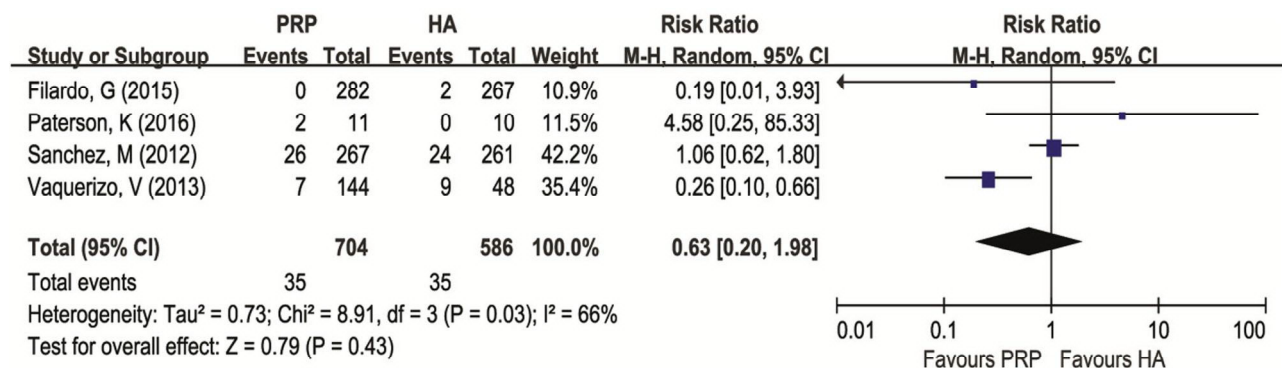 PRP HA Risk Ratio Risk Ratio
Study or Subgroup Events Total Events Total Weight M-H, Random, 95% CI M-H, Random, 95% CI
Filardo, G (2015) 0 282 2 267 10.9% 0.19 [0.01, 3.93]
Paterson, K (2016) 2 11 0 10 11.5% 4.58 [0.25, 85.33]
Sanchez, M (2012) 26 267 24 261 42.2% 1.06 [0.62, 1.80]
Vaquerizo, V (2013) 7 144 9 48 35.4% 0.26 [0.10, 0.66]
Total (95% CI) 704 586 100.0% 0.63 [0.20, 1.98]
Total events 35 35
Heterogeneity: Tau² = 0.73; Chi² = 8.91, df = 3 (P = 0.03); I² = 66%
Test for overall effect: Z = 0.79 (P = 0.43)
0.01 0.1 1 10 100
Favours PRP Favours HA